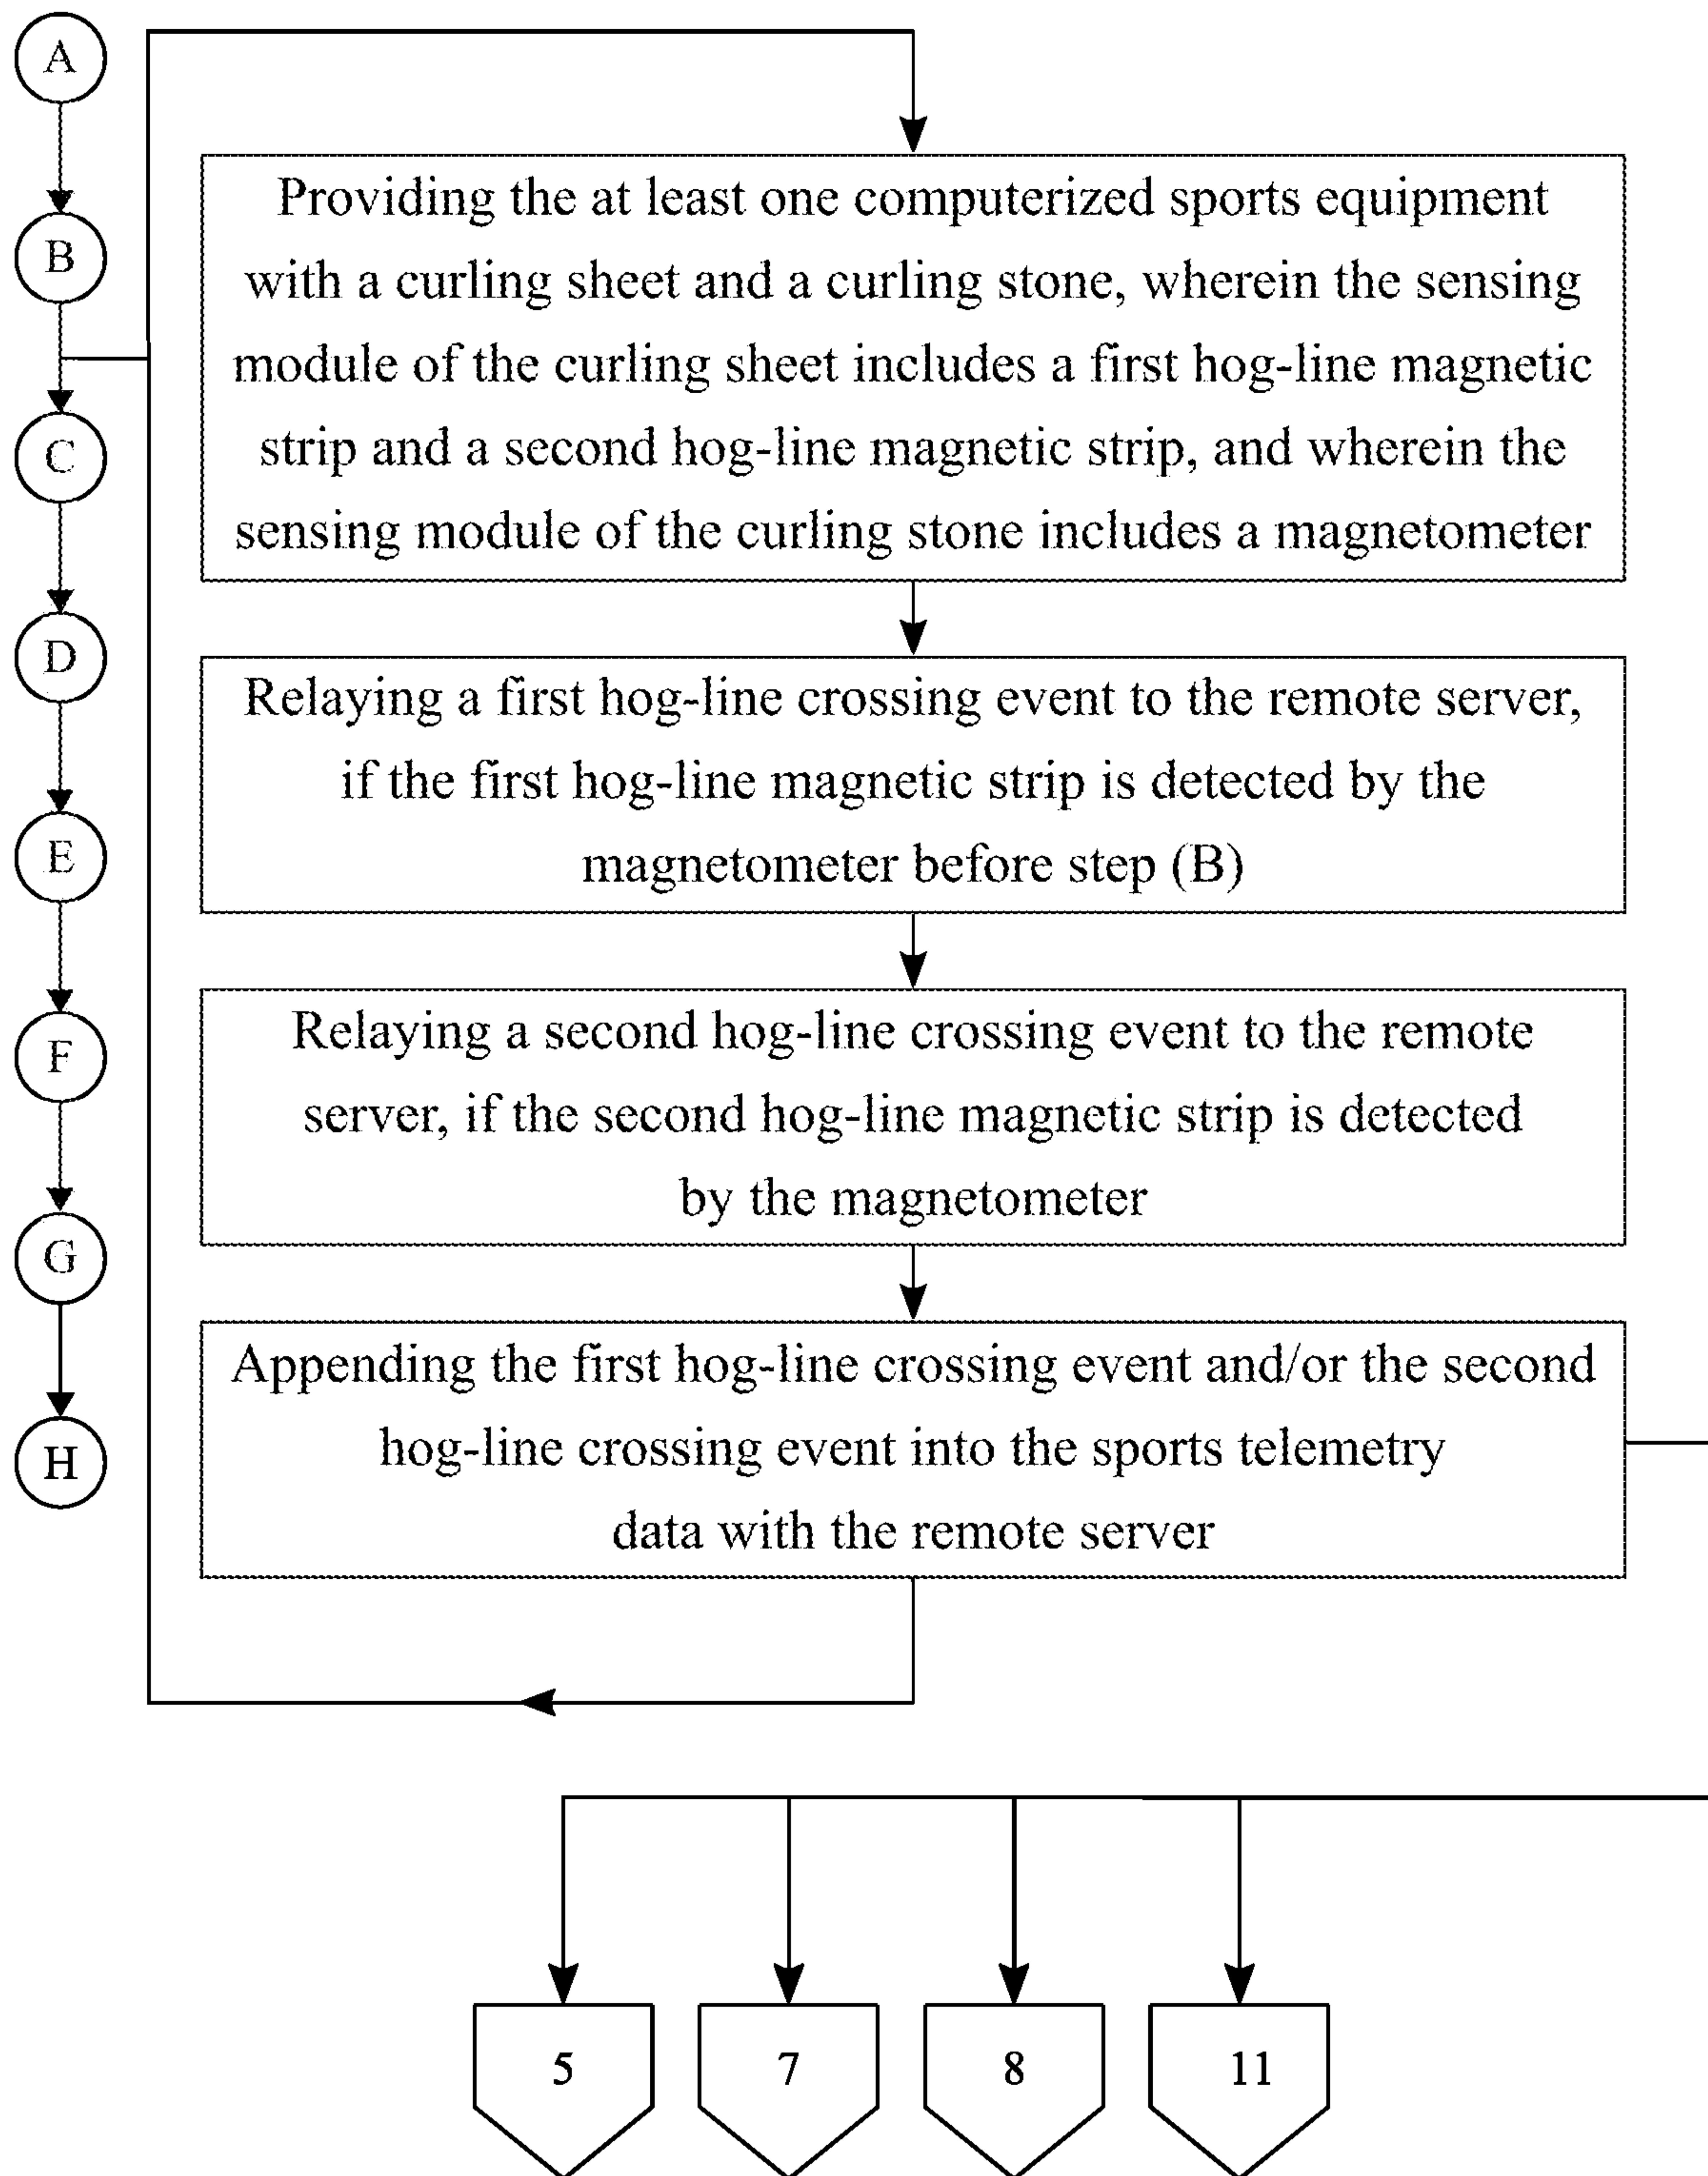 A
B
C
D
E
F
G
H
Providing the at least one computerized sports equipment
with a curling sheet and a curling stone, wherein the sensing
module of the curling sheet includes a first hog-line magnetic
strip and a second hog-line magnetic strip, and wherein the
sensing module of the curling stone includes a magnetometer
Relaying a first hog-line crossing event to the remote server,
if the first hog-line magnetic strip is detected by the
magnetometer before step (B)
Relaying a second hog-line crossing event to the remote
server, if the second hog-line magnetic strip is detected
by the magnetometer
Appending the first hog-line crossing event and/or the second
hog-line crossing event into the sports telemetry
data with the remote server
5 7 8 11